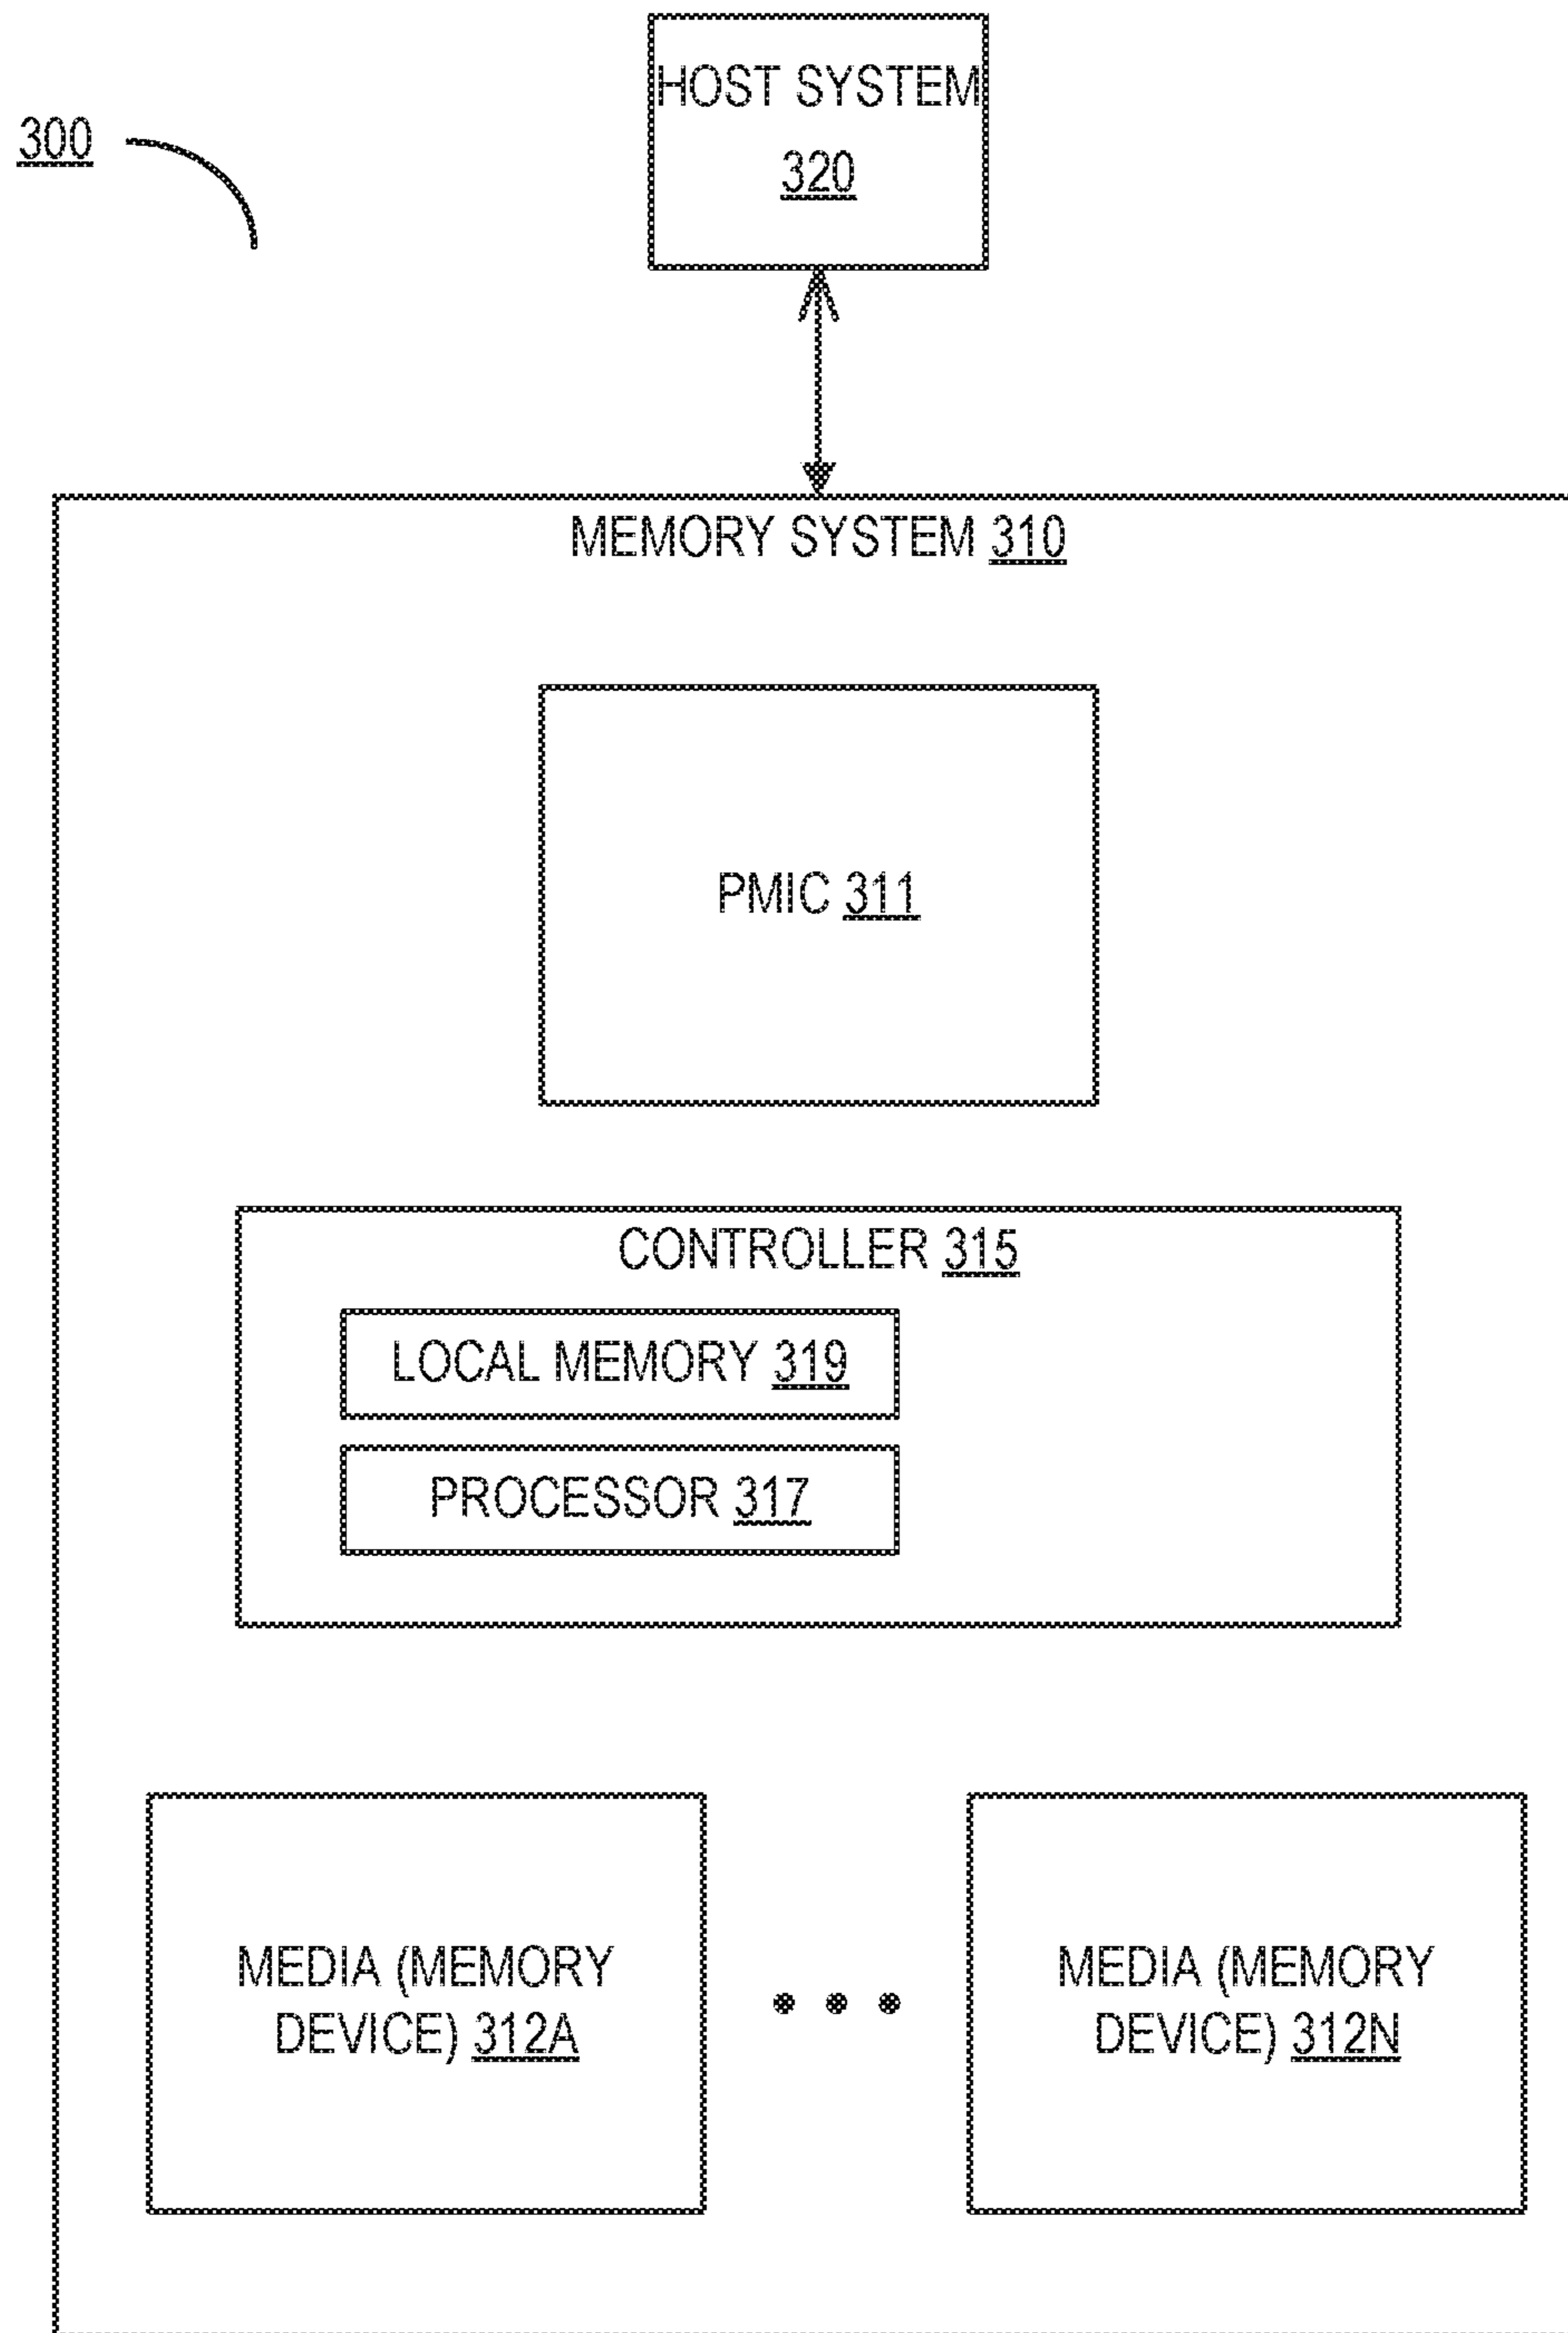 HOST SYSTEM
320
300
MEMORY SYSTEM 310
PMIC 311
CONTROLLER 315
LOCAL MEMORY 319
PROCESSOR 317
MEDIA (MEMORY
DEVICE) 312A
MEDIA (MEMORY
DEVICE) 312N